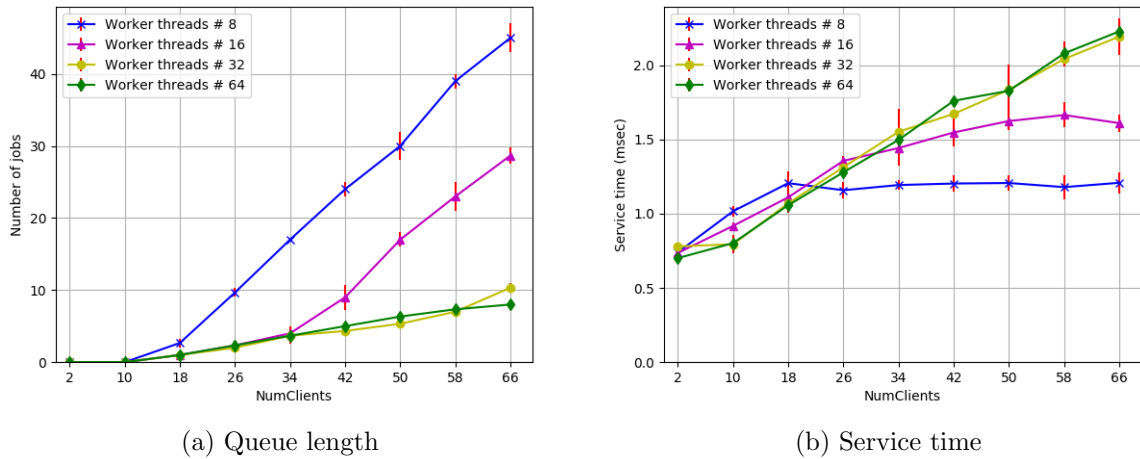 Worker threads # 8
Worker threads # 16
Worker threads # 32
Worker threads # 64
Number of jobs
40
30
20
10
0
2 10 18 26 34 42 50 58 66
NumClients
(a) Queue length
Worker threads # 8
Worker threads # 16
Worker threads # 32
Worker threads # 64
Service time (msec)
2.0
1.5
1.0
0.5
0.0
2 10 18 26 34 42 50 58 66
NumClients
(b) Service time